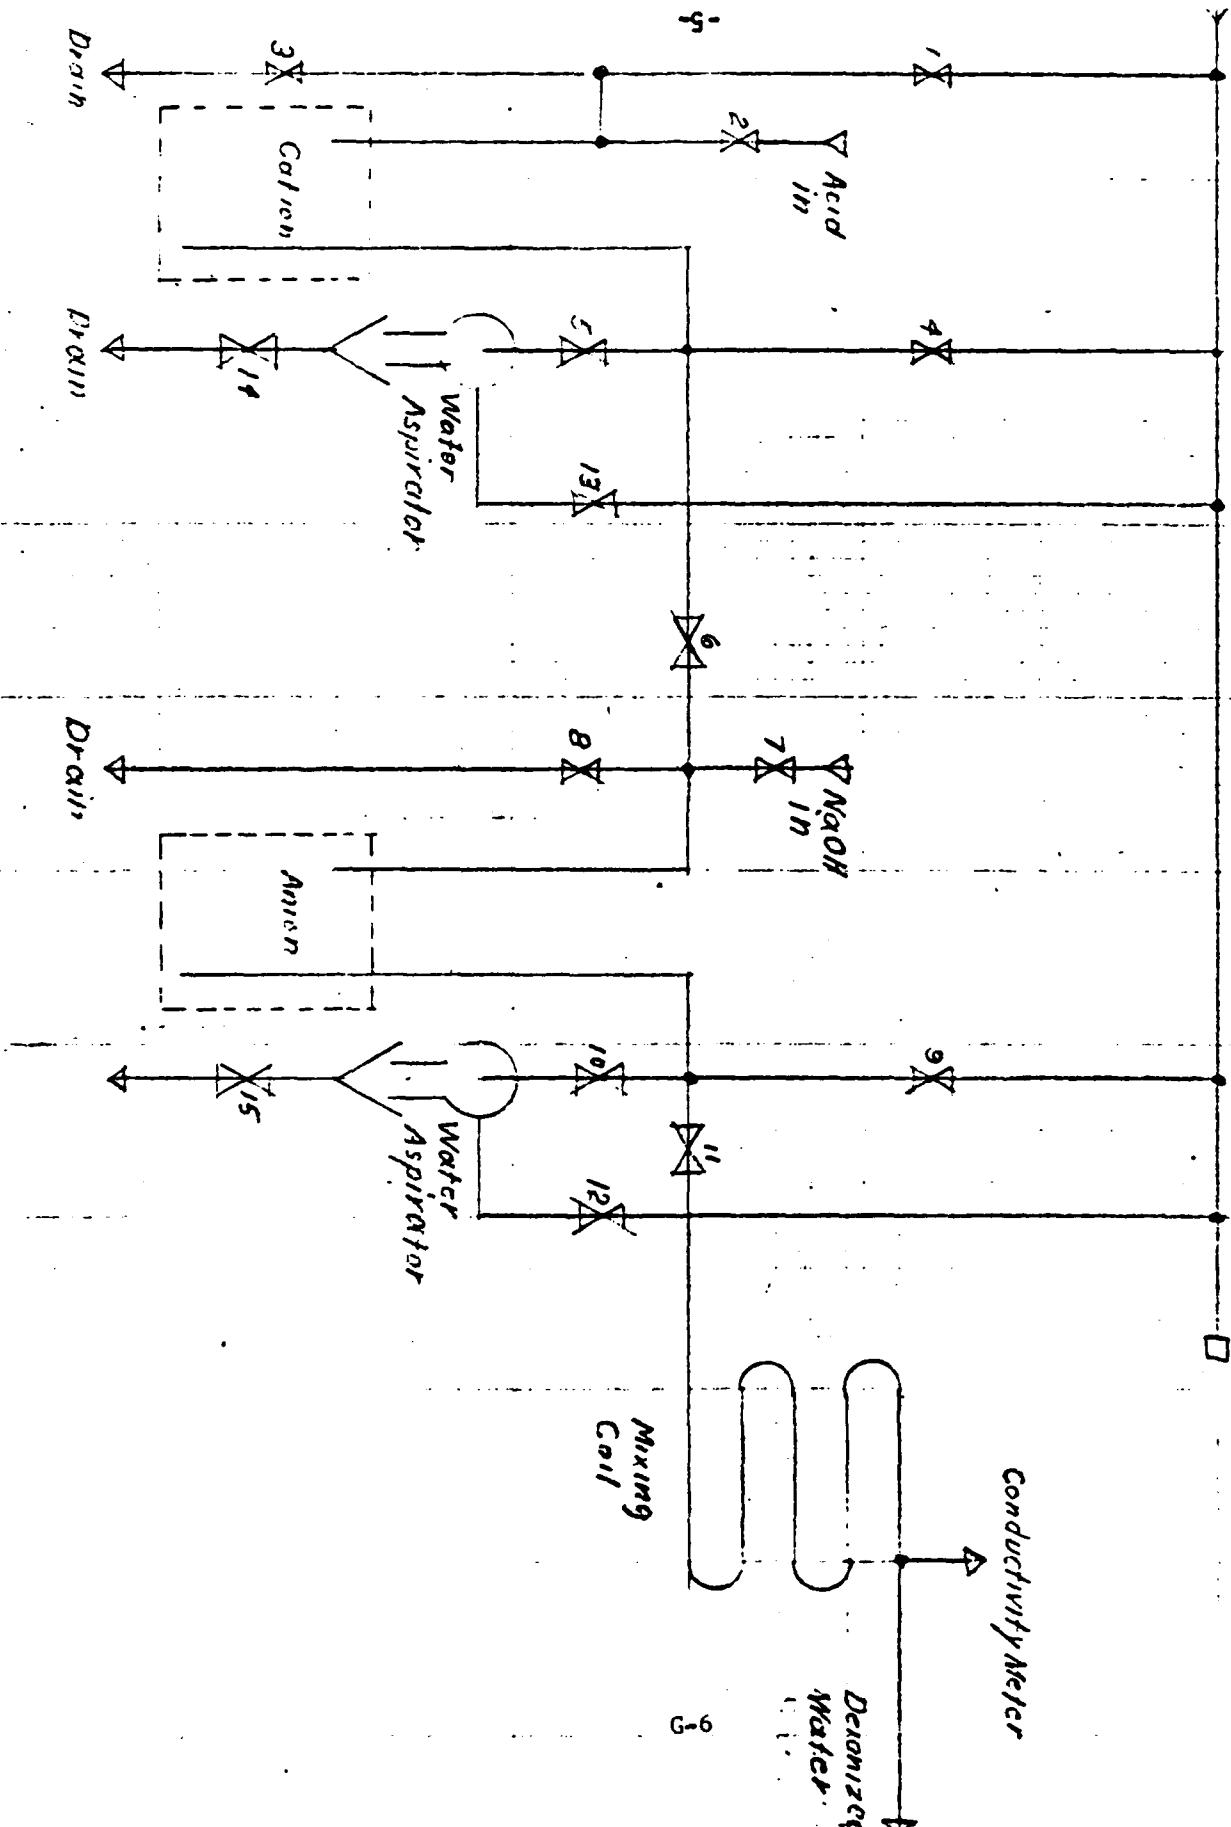 -5-
1
3
Drain
2
Acid
in
Cation
4
5
14
Drain
Water
Aspirator
13
6
7
NaOH
in
8
Drain
Anion
9
10
15
Water
Aspirator
11
12
Mixing
Coil
Conductivity Meter
Deionized
Water
G-6